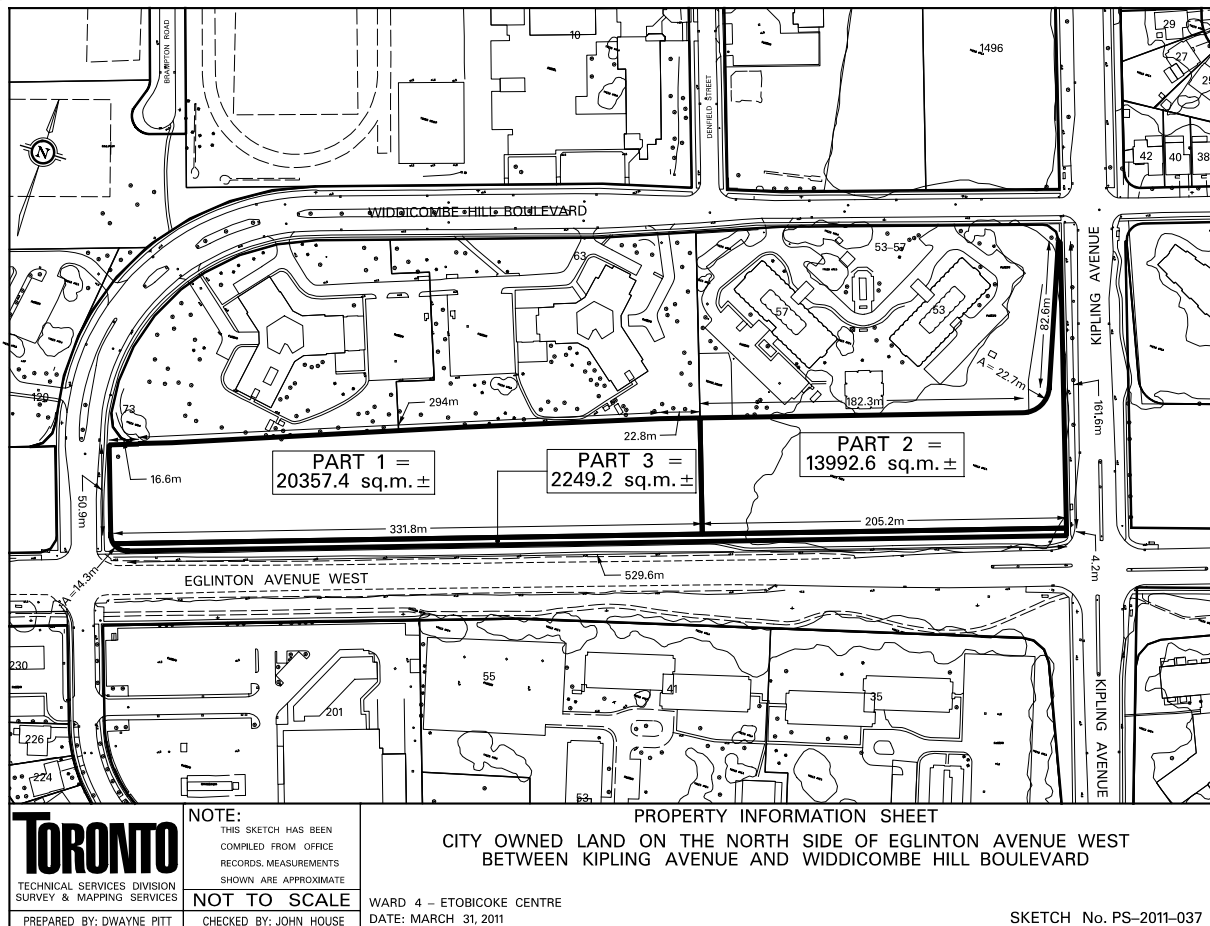 BRAMPTON ROAD
10
DENFIELD STREET
1496
29
27
42
40
38
N
WIDDICOMBE HILL BOULEVARD
KIPLING AVENUE
63
53–57
57
53
82.6m
A = 22.7m
129
73
294m
182.3m
161.6m
22.8m
16.6m
50.9m
PART 1 =
20357.4 sq.m. ±
PART 3 =
2249.2 sq.m. ±
PART 2 =
13992.6 sq.m. ±
331.8m
205.2m
A =14.3m
EGLINTON AVENUE WEST
529.6m
4.2m
230
226
224
201
55
53
41
35
KIPLING AVENUE
TORONTO
TECHNICAL SERVICES DIVISION
SURVEY & MAPPING SERVICES
PREPARED BY: DWAYNE PITT
NOTE:
THIS SKETCH HAS BEEN
COMPILED FROM OFFICE
RECORDS. MEASUREMENTS
SHOWN ARE APPROXIMATE
NOT TO SCALE
CHECKED BY: JOHN HOUSE
PROPERTY INFORMATION SHEET
CITY OWNED LAND ON THE NORTH SIDE OF EGLINTON AVENUE WEST
BETWEEN KIPLING AVENUE AND WIDDICOMBE HILL BOULEVARD
WARD 4 – ETOBICOKE CENTRE
DATE: MARCH 31, 2011
SKETCH No. PS–2011–037